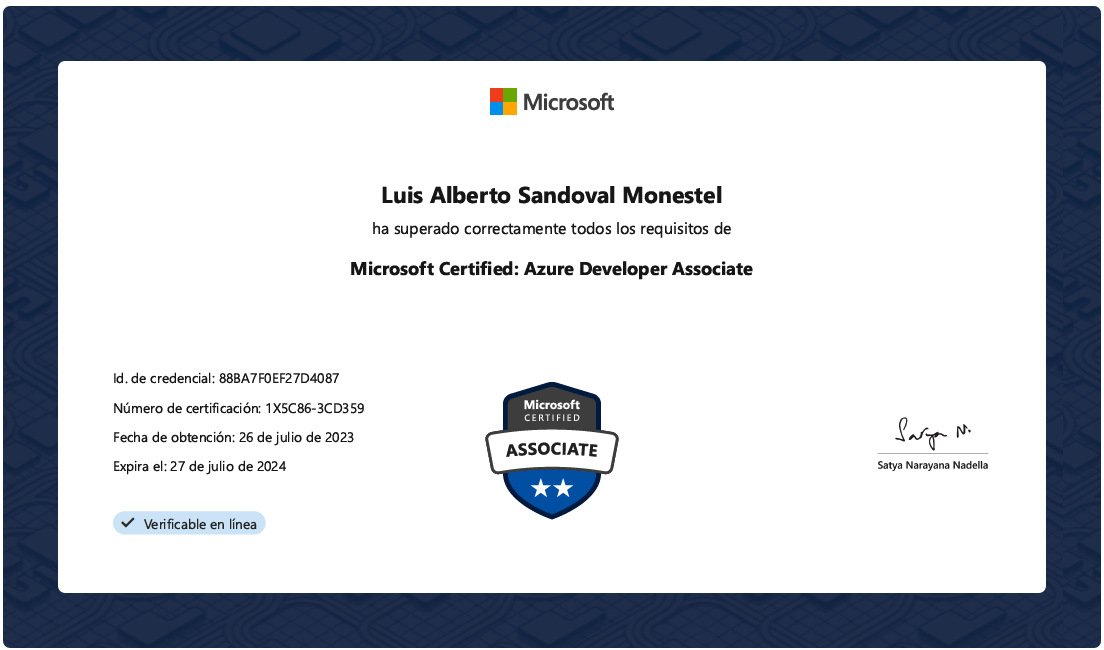 Microsoft
Luis Alberto Sandoval Monestel
ha superado correctamente todos los requisitos de
Microsoft Certified: Azure Developer Associate
Id. de credencial: 88BA7F0EF27D4087
Número de certificación: 1X5C86-3CD359
Fecha de obtención: 26 de julio de 2023
Expira el: 27 de julio de 2024
Verificable en línea
Microsoft
CERTIFIED
ASSOCIATE
Satya N.
Satya Narayana Nadella